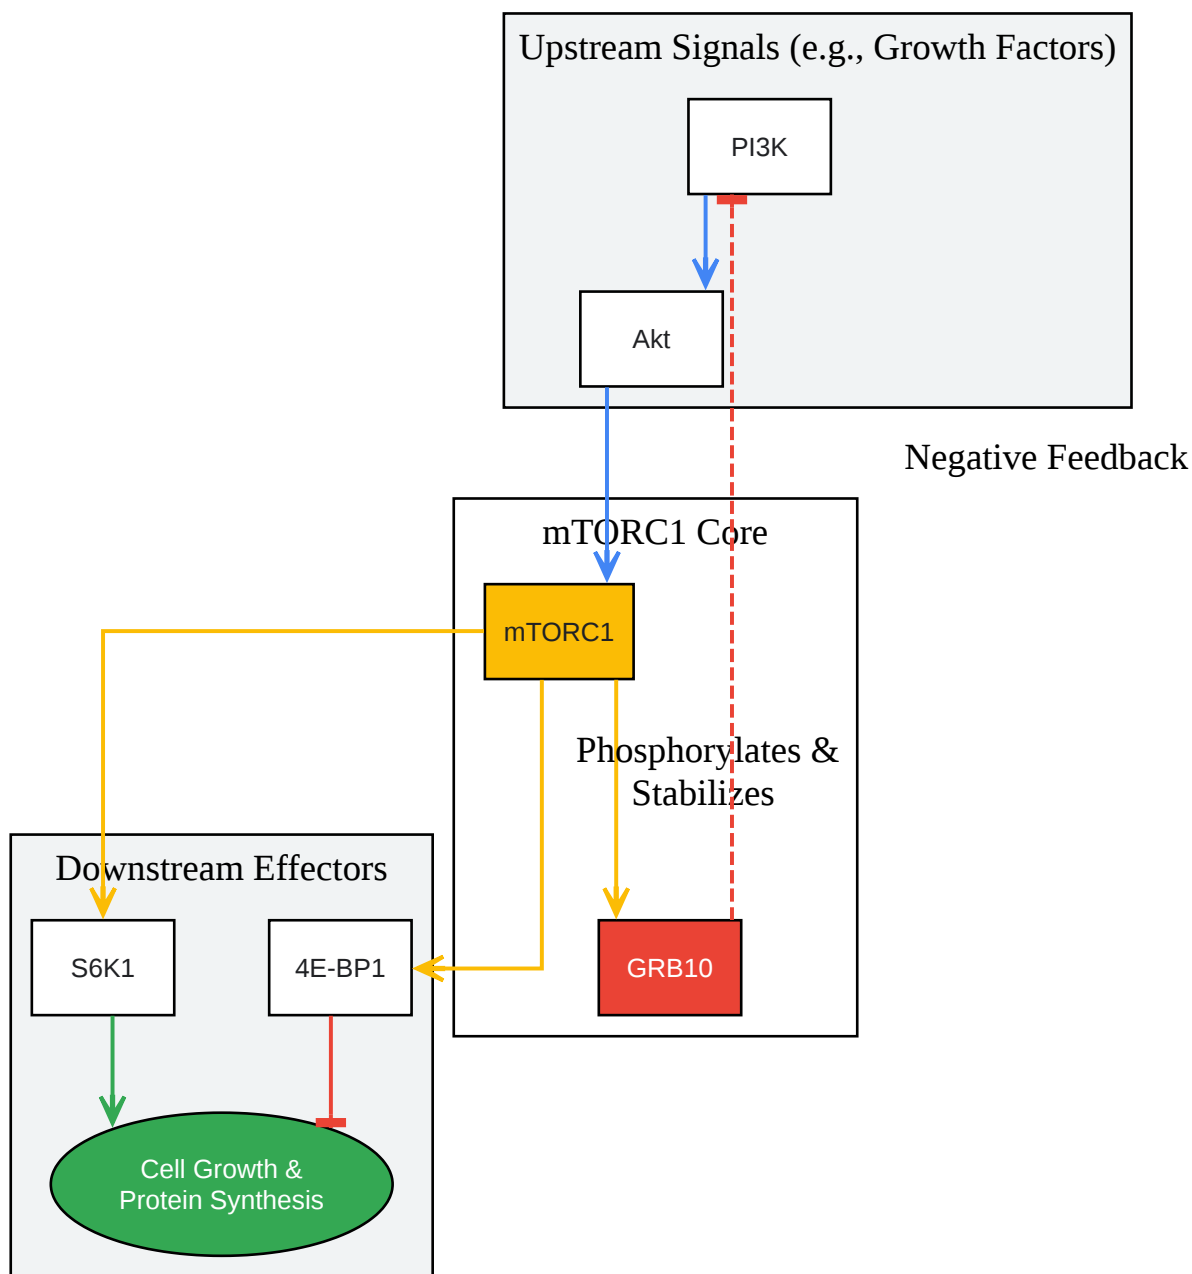 Upstream Signals (e.g., Growth Factors)
PI3K
Akt
Negative Feedback
mTORC1 Core
mTORC1
Phosphorylates &
Stabilizes
Downstream Effectors
S6K1
4E-BP1
GRB10
Cell Growth &
Protein Synthesis